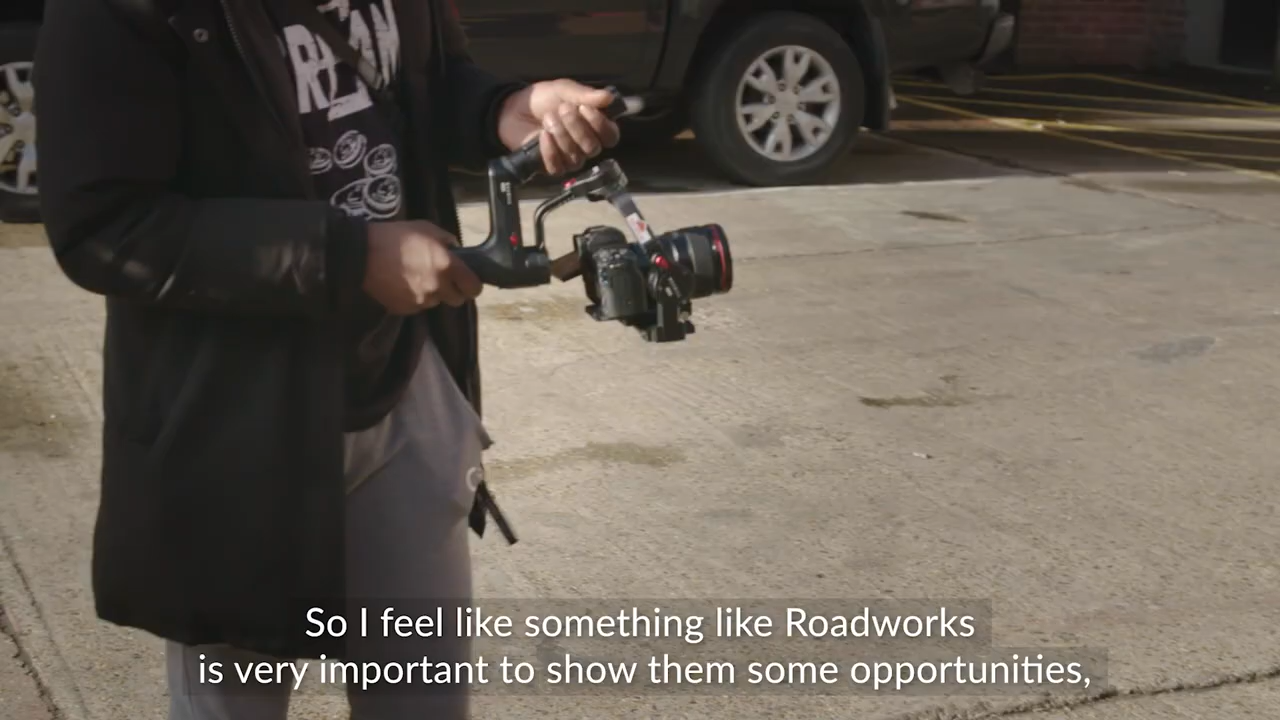 So I feel like something like Roadworks
is very important to show them some opportunities,